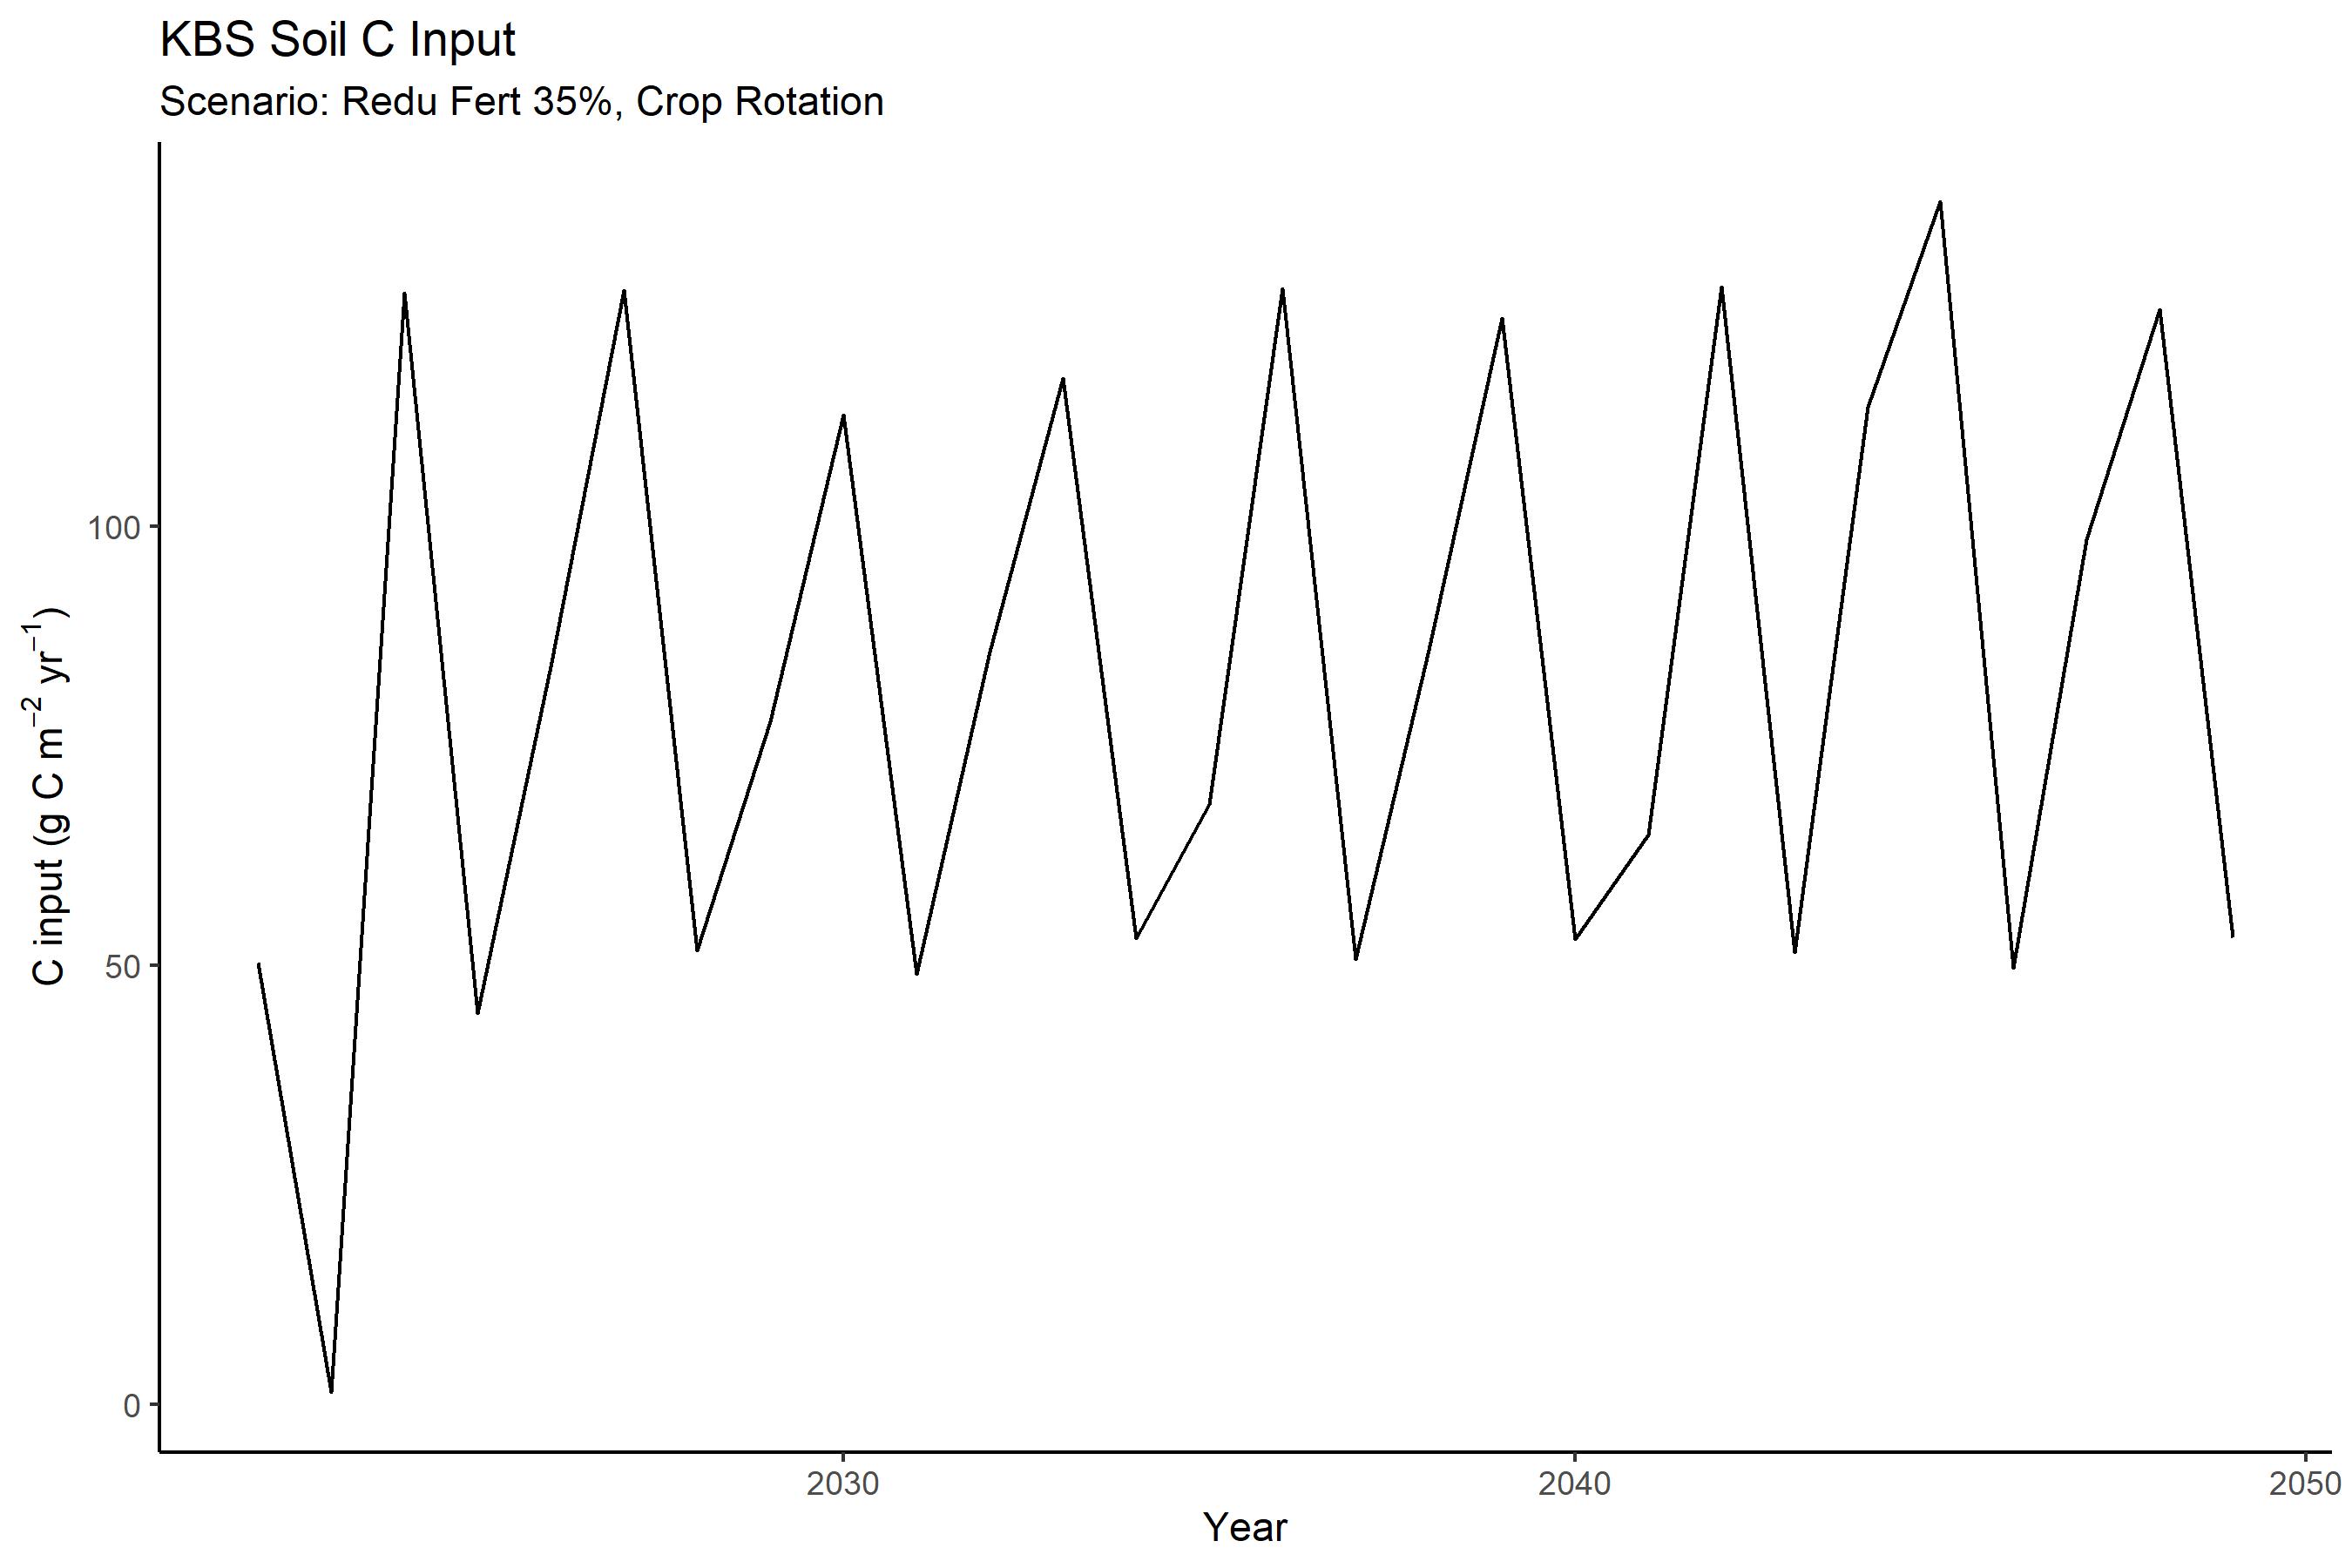 KBS Soil C Input
Scenario: Redu Fert 35%, Crop Rotation
C input (g C m⁻² yr⁻¹)
100
50
0
2030
2040
2050
Year